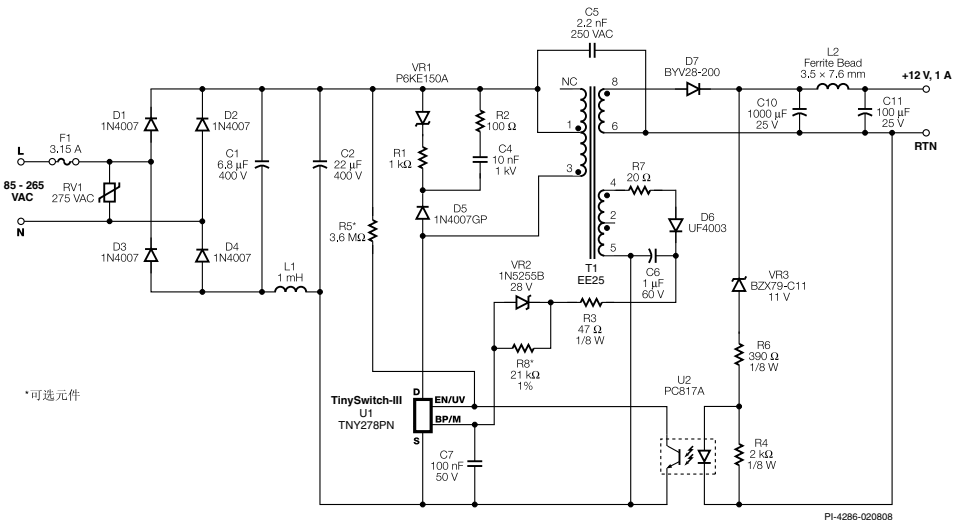 C5
2.2 nF
250 VAC
VR1
P6KE150A
D7
BYV28-200
L2
Ferrite Bead
3.5 × 7.6 mm
+12 V, 1 A
NC
8
D1
1N4007
D2
1N4007
R2
100 Ω
C10
1000 μF
25 V
C11
100 μF
25 V
F1
3.15 A
1
6
RTN
L
C1
6.8 μF
400 V
C2
22 μF
400 V
R1
1 kΩ
C4
10 nF
1 kV
3
85 - 265
VAC
RV1
275 VAC
4
R7
20 Ω
D5
1N4007GP
N
R5*
3.6 MΩ
2
D6
UF4003
D3
1N4007
D4
1N4007
5
L1
1 mH
T1
EE25
C6
1 μF
60 V
VR2
1N5255B
28 V
VR3
BZX79-C11
11 V
R3
47 Ω
1/8 W
R8*
21 kΩ
1%
R6
390 Ω
1/8 W
*可选元件
U2
PC817A
TinySwitch-III
U1
TNY278PN
D
EN/UV
BP/M
S
C7
100 nF
50 V
R4
2 kΩ
1/8 W
PI-4286-020808